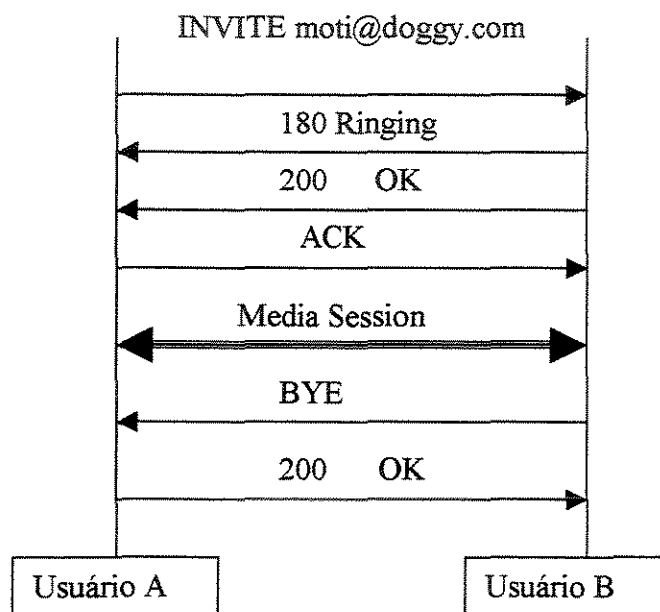 INVITE moti@doggy.com
180 Ringing
200 OK
ACK
Media Session
BYE
200 OK
Usuário A
Usuário B